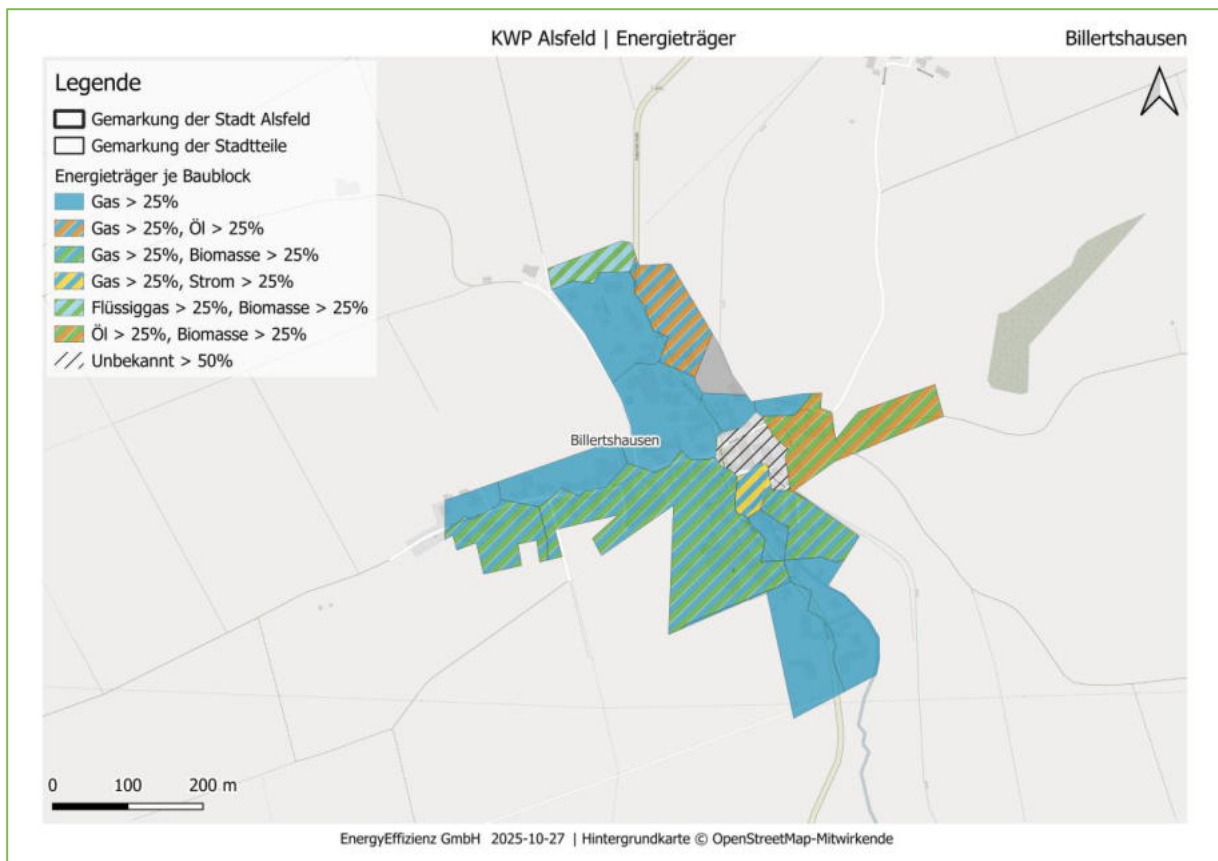 KWP Alsfeld | Energieträger
Billertshausen
Legende
Gemarkung der Stadt Alsfeld
Gemarkung der Stadtteile
Energieträger je Baublock
Gas > 25%
Gas > 25%, Öl > 25%
Gas > 25%, Biomasse > 25%
Gas > 25%, Strom > 25%
Flüssiggas > 25%, Biomasse > 25%
Öl > 25%, Biomasse > 25%
Unbekannt > 50%
Billertshausen
0 100 200 m
EnergyEffizienz GmbH 2025-10-27 | Hintergrundkarte © OpenStreetMap-Mitwirkende